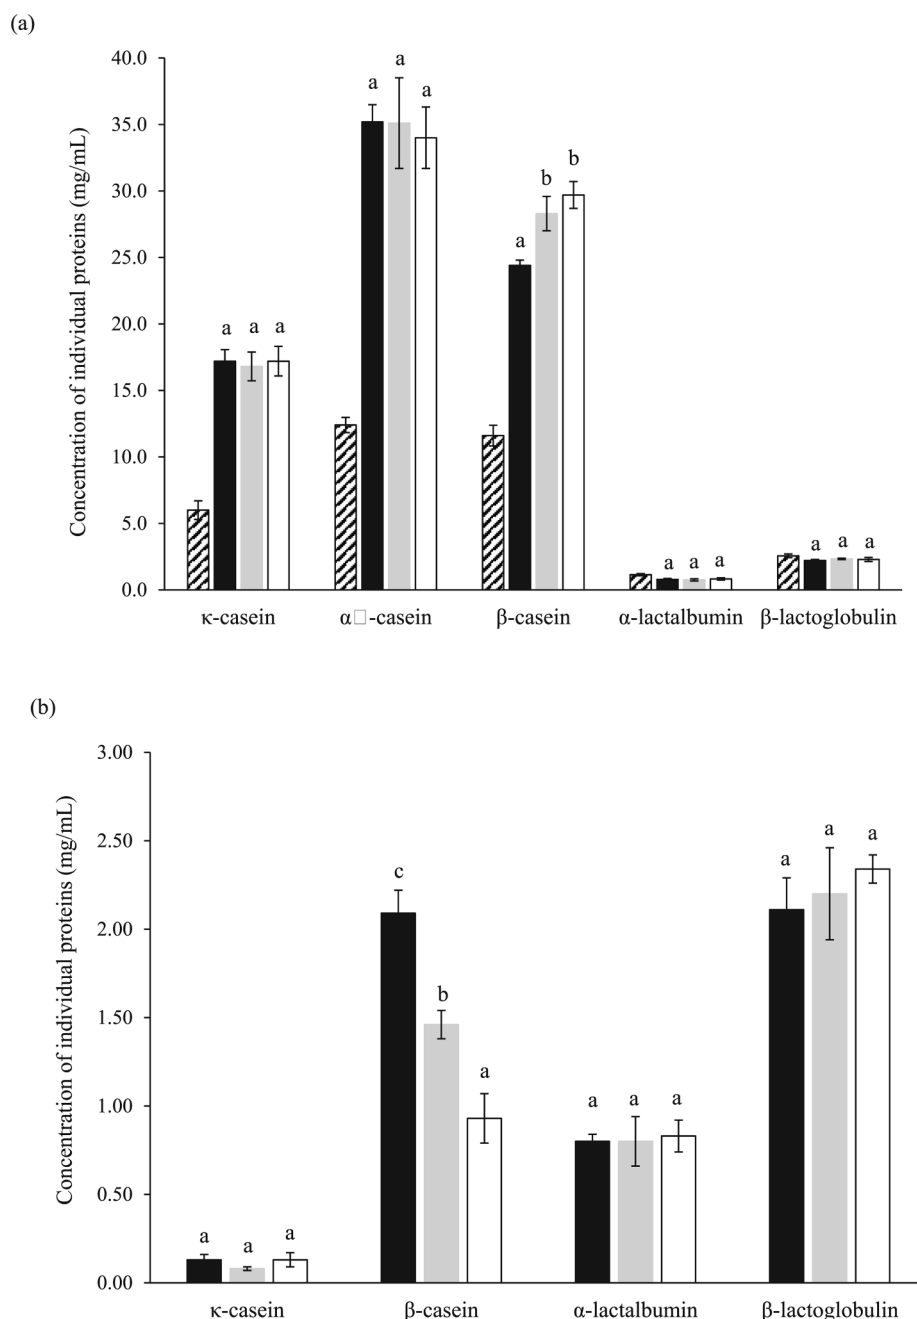 (a)
Concentration of individual proteins (mg/mL)
40.0
35.0
30.0
25.0
20.0
15.0
10.0
5.0
0.0
a a a
a a a
a b b
a a a
a a a
κ-casein α□-casein β-casein α-lactalbumin β-lactoglobulin
(b)
Concentration of individual proteins (mg/mL)
3.00
2.50
2.00
1.50
1.00
0.50
0.00
a a a
c b a
a a a
a a a
κ-casein β-casein α-lactalbumin β-lactoglobulin